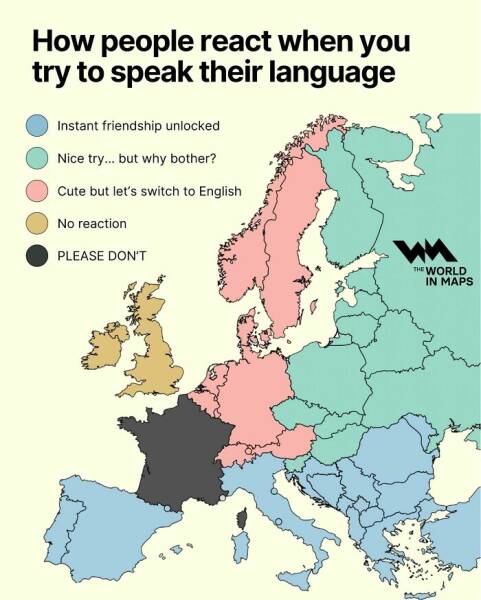 How people react when you
try to speak their language
Instant friendship unlocked
Nice try... but why bother?
Cute but let's switch to English
No reaction
PLEASE DON'T
THE WORLD
IN MAPS